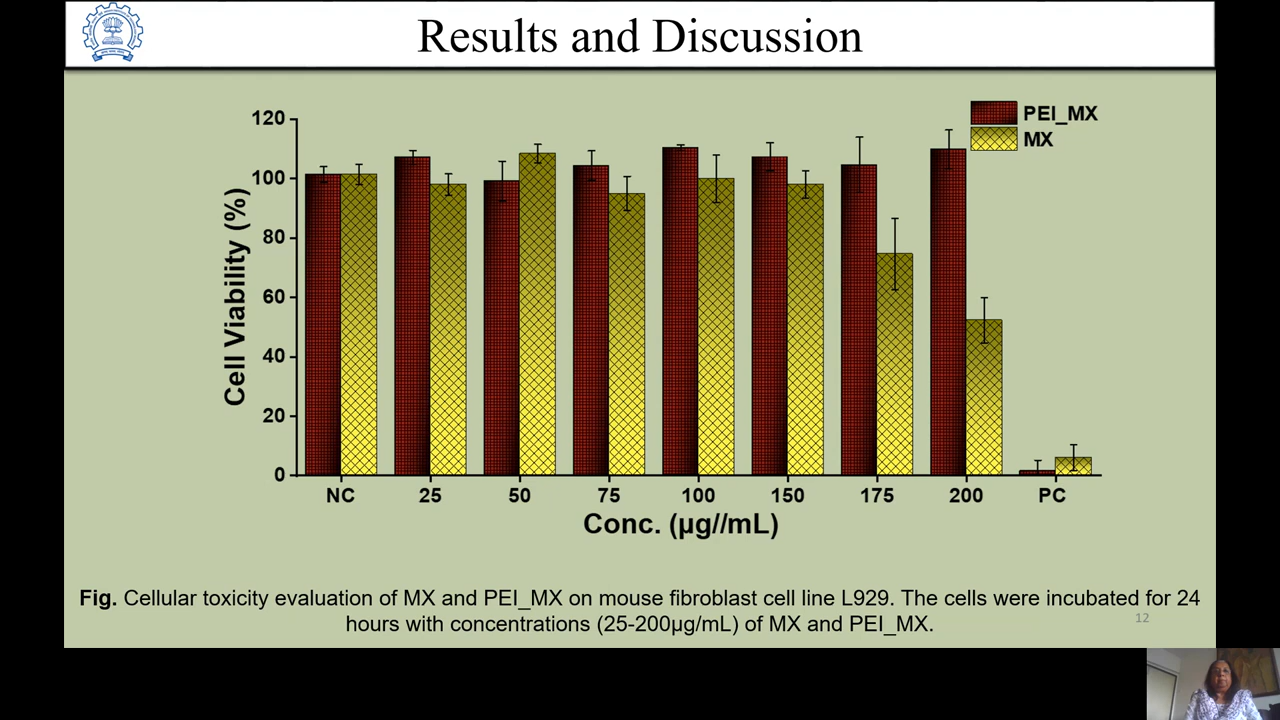 Results and Discussion
PEI_MX
MX
Cell Viability (%)
120
100
80
60
40
20
0
NC 25 50 75 100 150 175 200 PC
Conc. (µg//mL)
Fig. Cellular toxicity evaluation of MX and PEI_MX on mouse fibroblast cell line L929. The cells were incubated for 24
hours with concentrations (25-200µg/mL) of MX and PEI_MX.
12